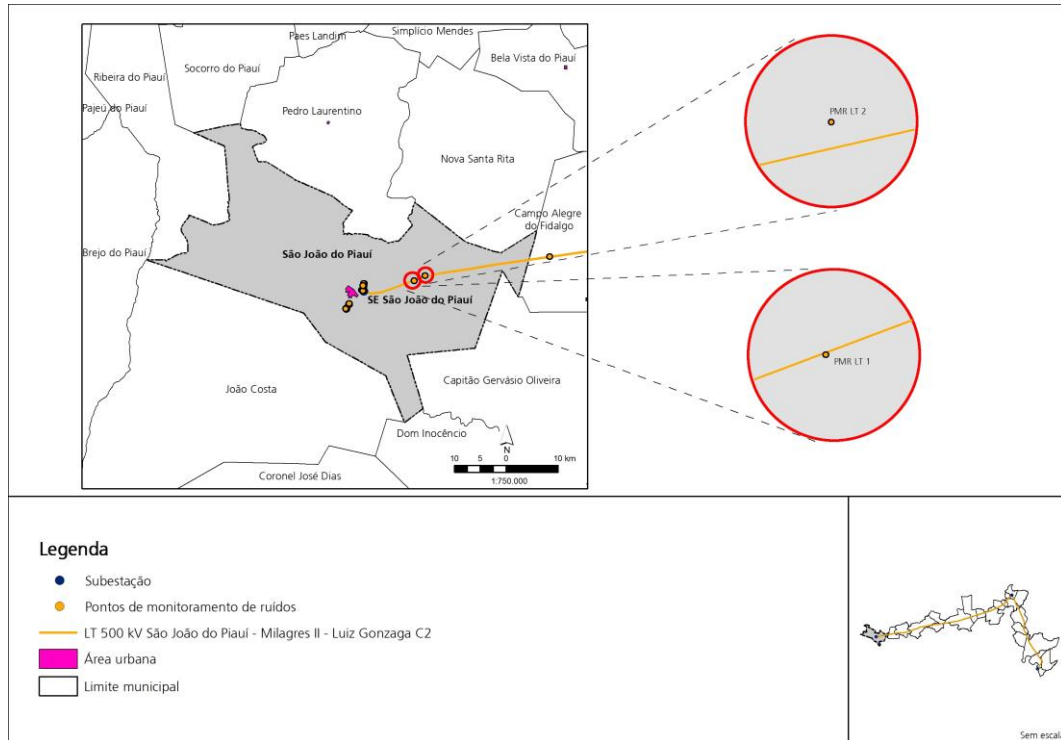 Paes Landim
Simplício Mendes
Bela Vista do Piauí
Socorro do Piauí
Ribeira do Piauí
Pajeú do Piauí
Pedro Laurentino
Nova Santa Rita
Campo Alegre
do Fidalgo
Brejo do Piauí
São João do Piauí
SE São João do Piauí
João Costa
Capitão Gervásio Oliveira
Dom Inocêncio
Coronel José Dias
N
10 5 0 10 km
1:750.000
PMR LT 2
PMR LT 1
Legenda
Subestação
Pontos de monitoramento de ruídos
LT 500 kV São João do Piauí - Milagres II - Luiz Gonzaga C2
Área urbana
Limite municipal
Sem escal